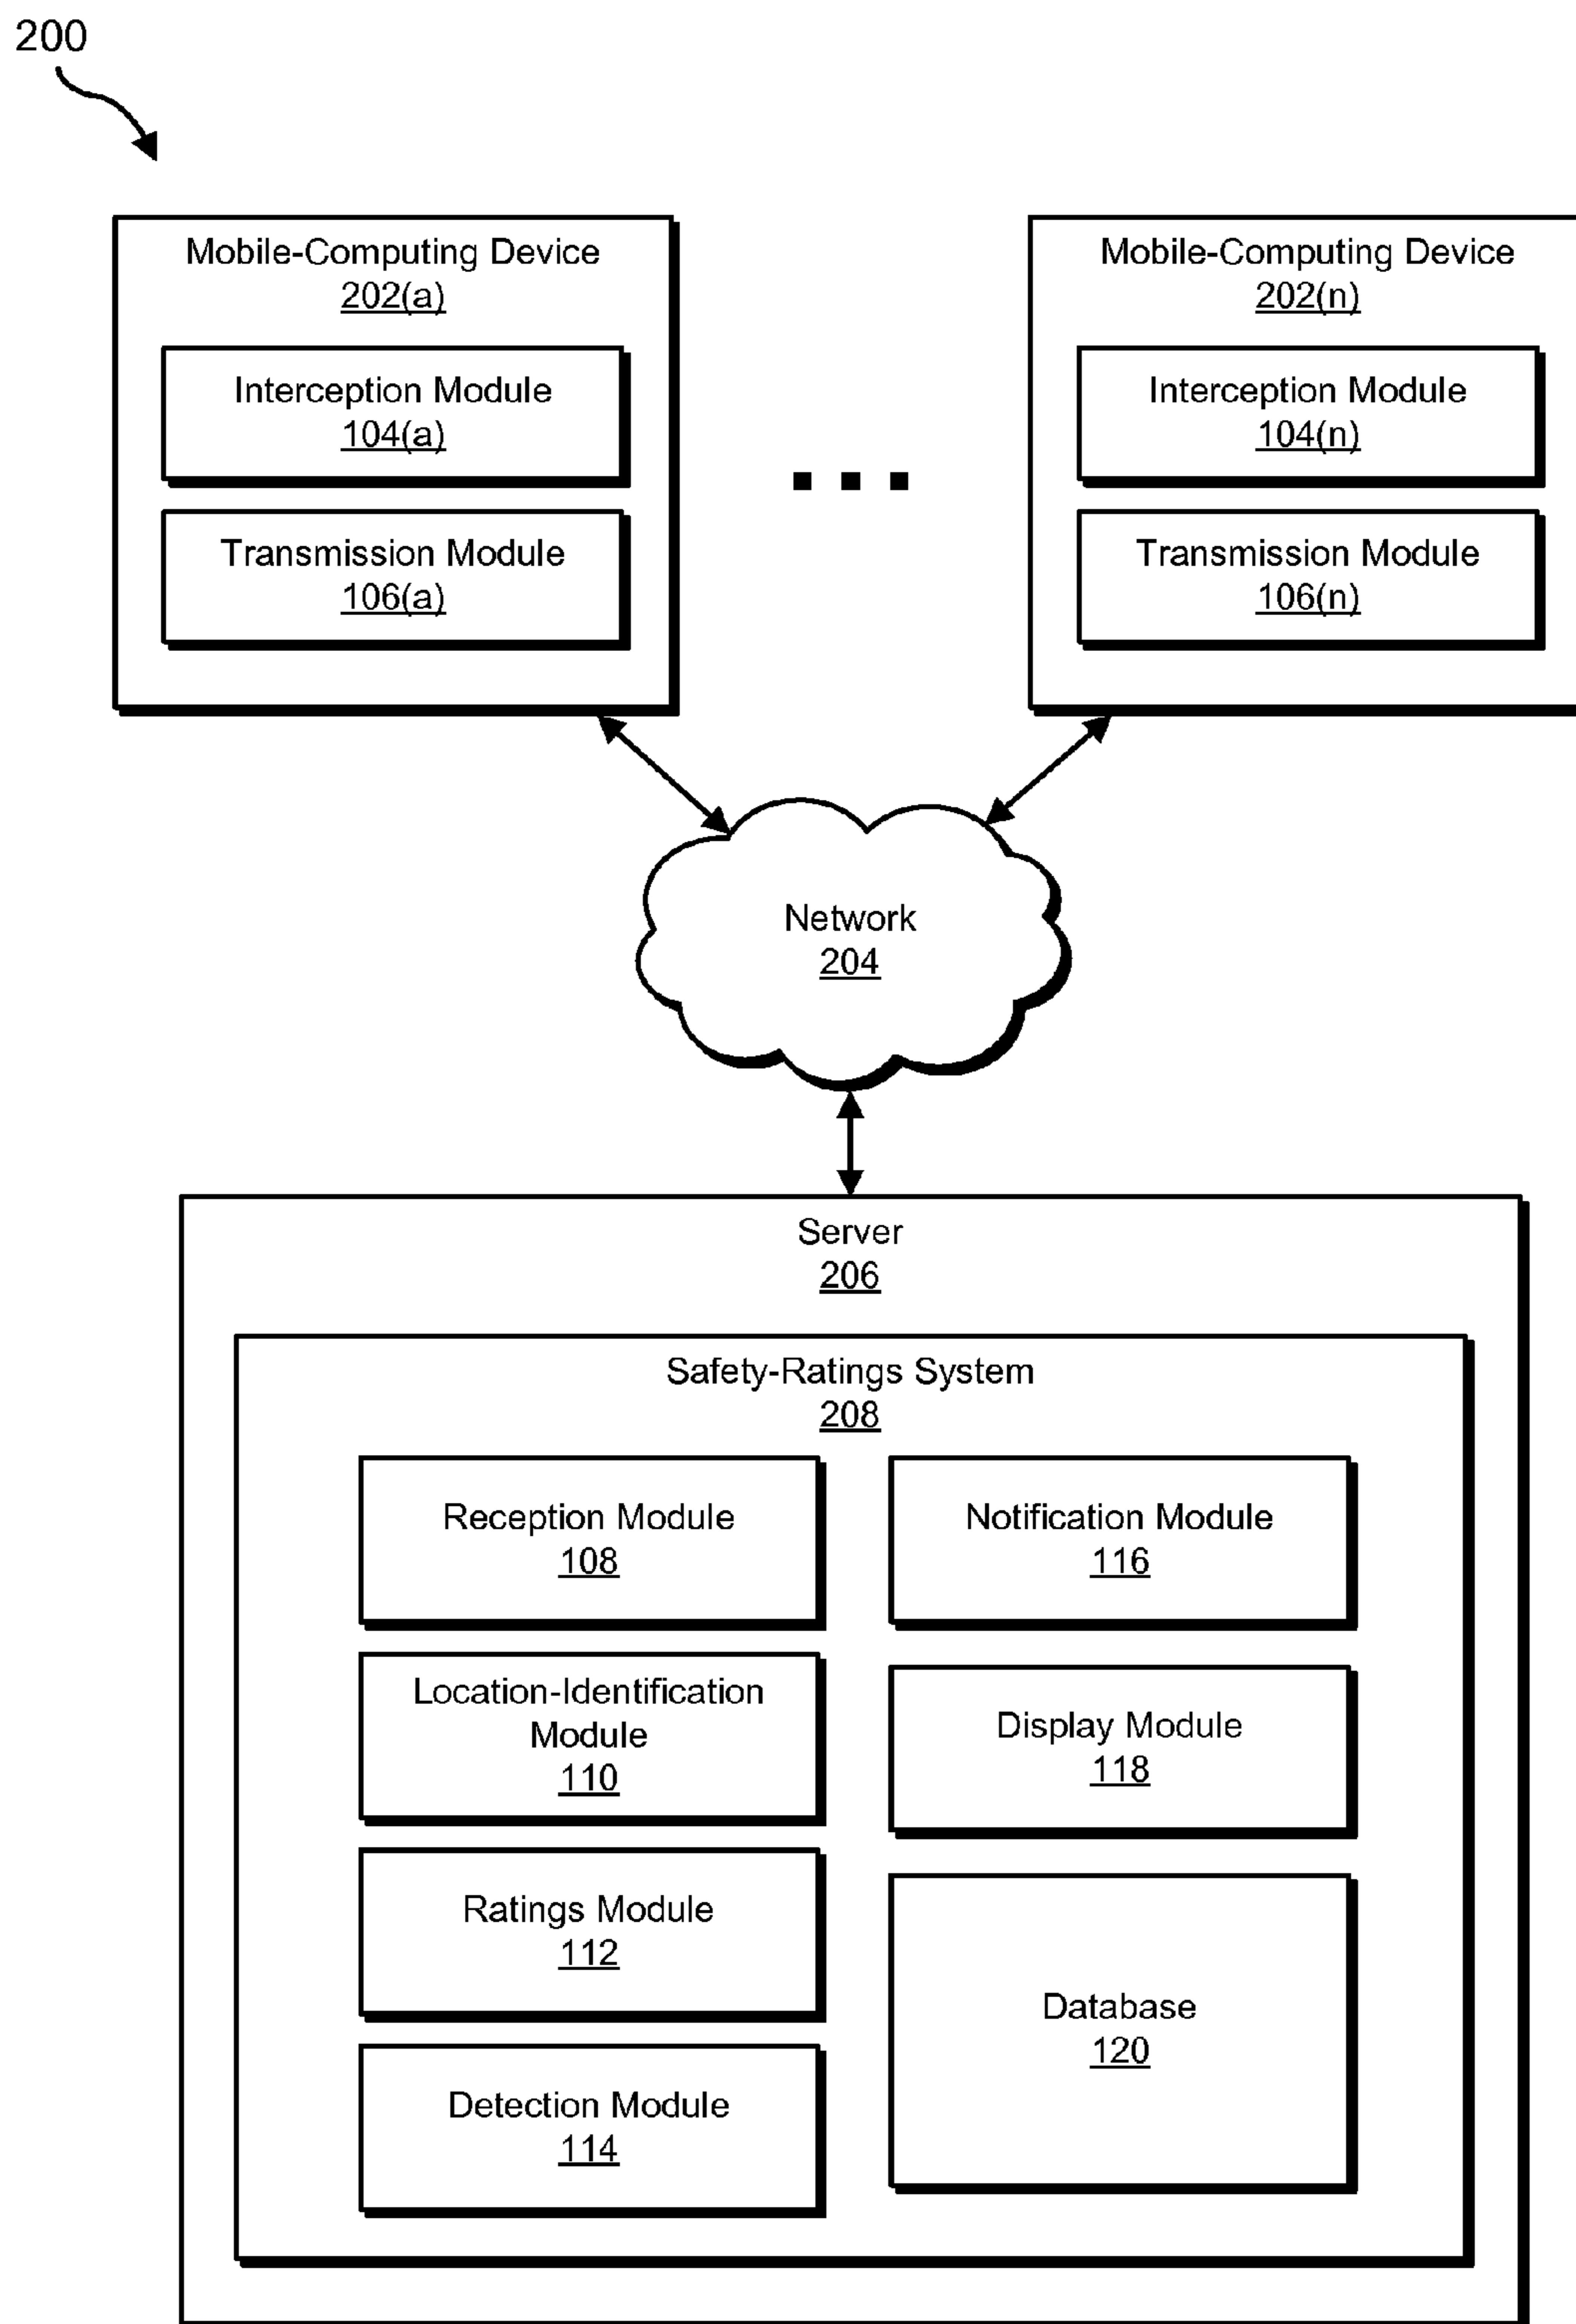 200
Mobile-Computing Device
202(a)
Interception Module
104(a)
Transmission Module
106(a)
Mobile-Computing Device
202(n)
Interception Module
104(n)
Transmission Module
106(n)
Network
204
Server
206
Safety-Ratings System
208
Reception Module
108
Location-Identification
Module
110
Ratings Module
112
Detection Module
114
Notification Module
116
Display Module
118
Database
120